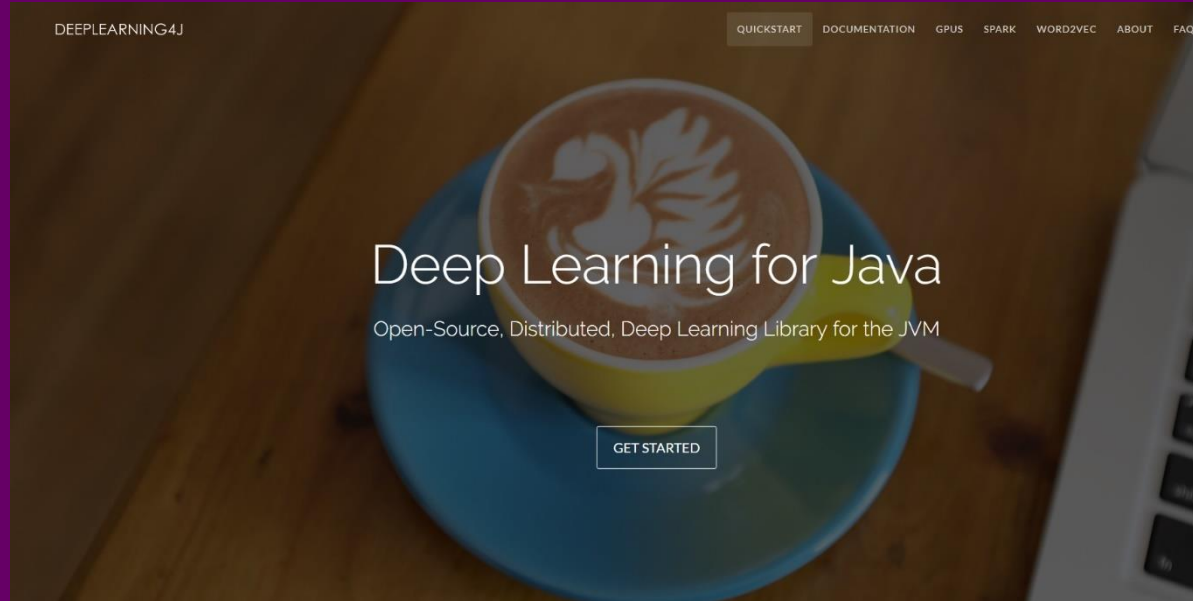 DEEPLEARNING4J
QUICKSTART DOCUMENTATION GPUS SPARK WORD2VEC ABOUT FAQ
Deep Learning for Java
Open-Source, Distributed, Deep Learning Library for the JVM
GET STARTED